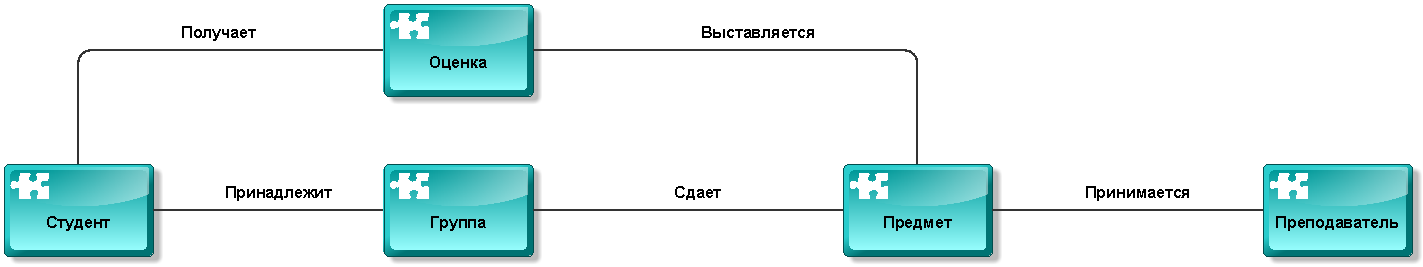 Получает
Выставляется
Оценка
Принадлежит
Сдает
Принимается
Студент
Группа
Предмет
Преподаватель